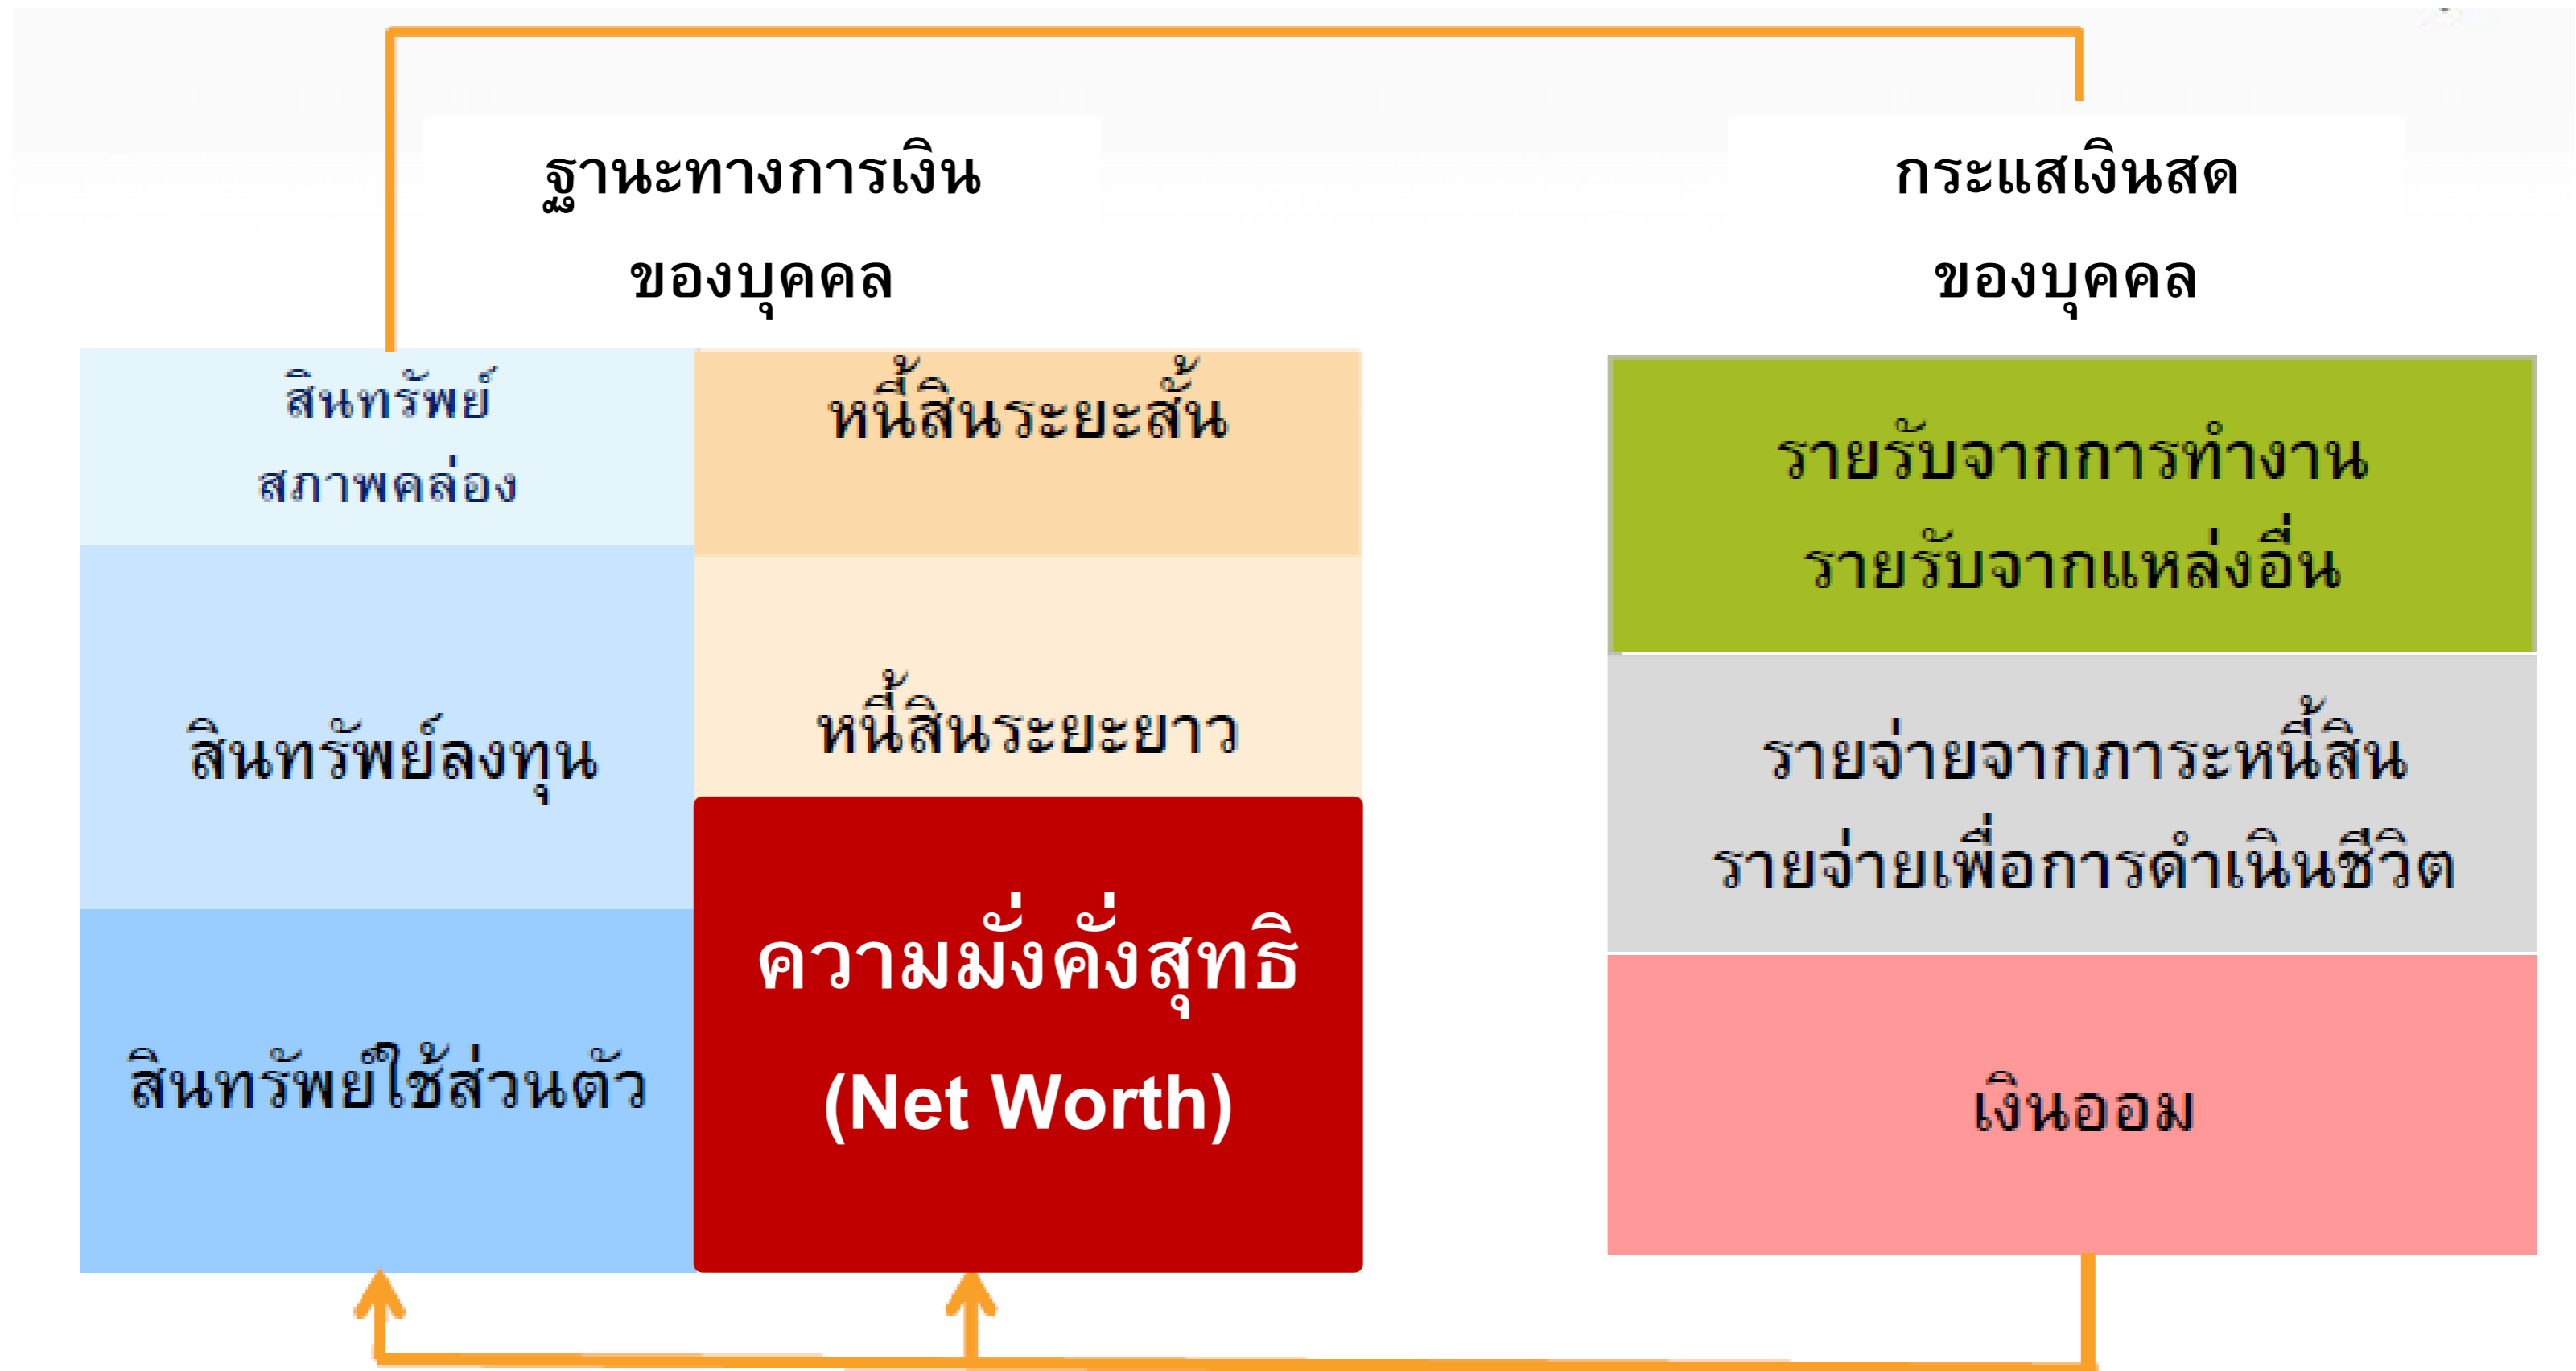 ฐานะทางการเงิน
ของบุคคล
สินทรัพย์
สภาพคล่อง
สินทรัพย์ลงทุน
สินทรัพย์ใช้ส่วนตัว
หนี้สินระยะสั้น
หนี้สินระยะยาว
ความมั่งคั่งสุทธิ
(Net Worth)
กระแสเงินสด
ของบุคคล
รายรับจากการทำงาน
รายรับจากแหล่งอื่น
รายจ่ายจากภาระหนี้สิน
รายจ่ายเพื่อการดำเนินชีวิต
เงินออม